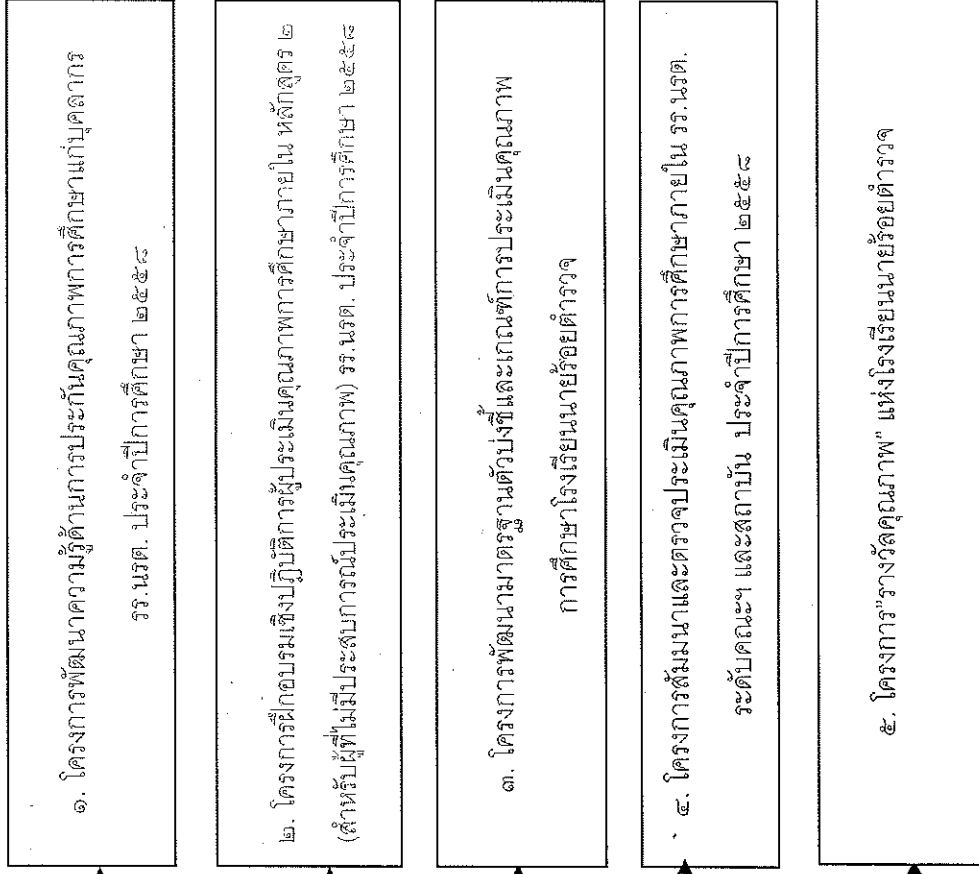 ๑. โครงการพัฒนาความรู้ด้านการประกันคุณภาพการศึกษาแก่บุคลากร
รร.นรต. ประจำปีการศึกษา ๒๕๕๘
๒. โครงการฝึกอบรมเชิงปฏิบัติการผู้ประเมินคุณภาพการศึกษาภายใน หลักสูตร ๒
(สำหรับผู้ที่ไม่มีประสบการณ์ประเมินคุณภาพ) รร.นรต. ประจำปีการศึกษา ๒๕๕๘
๓. โครงการพัฒนามาตรฐานตัวบ่งชี้และเกณฑ์การประเมินคุณภาพ
การศึกษาโรงเรียนนายร้อยตำรวจ
๔. โครงการสัมมนาและตรวจประเมินคุณภาพการศึกษาภายใน รร.นรต.
ระดับคณะฯ และสถาบัน ประจำปีการศึกษา ๒๕๕๘
๕. โครงการ"รางวัลคุณภาพ" แห่งโรงเรียนนายร้อยตำรวจ